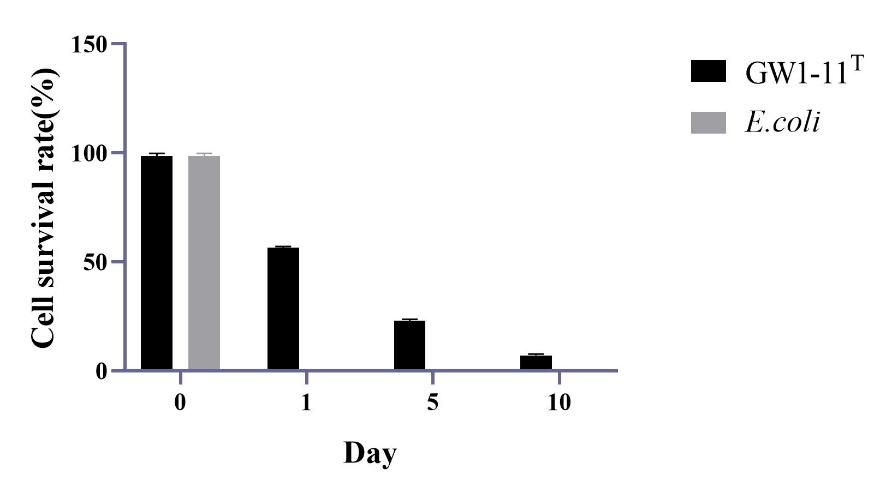 150
100
50
0
Cell survival rate(%)
0 1 5 10
Day
GW1-11ᵀ
E.coli